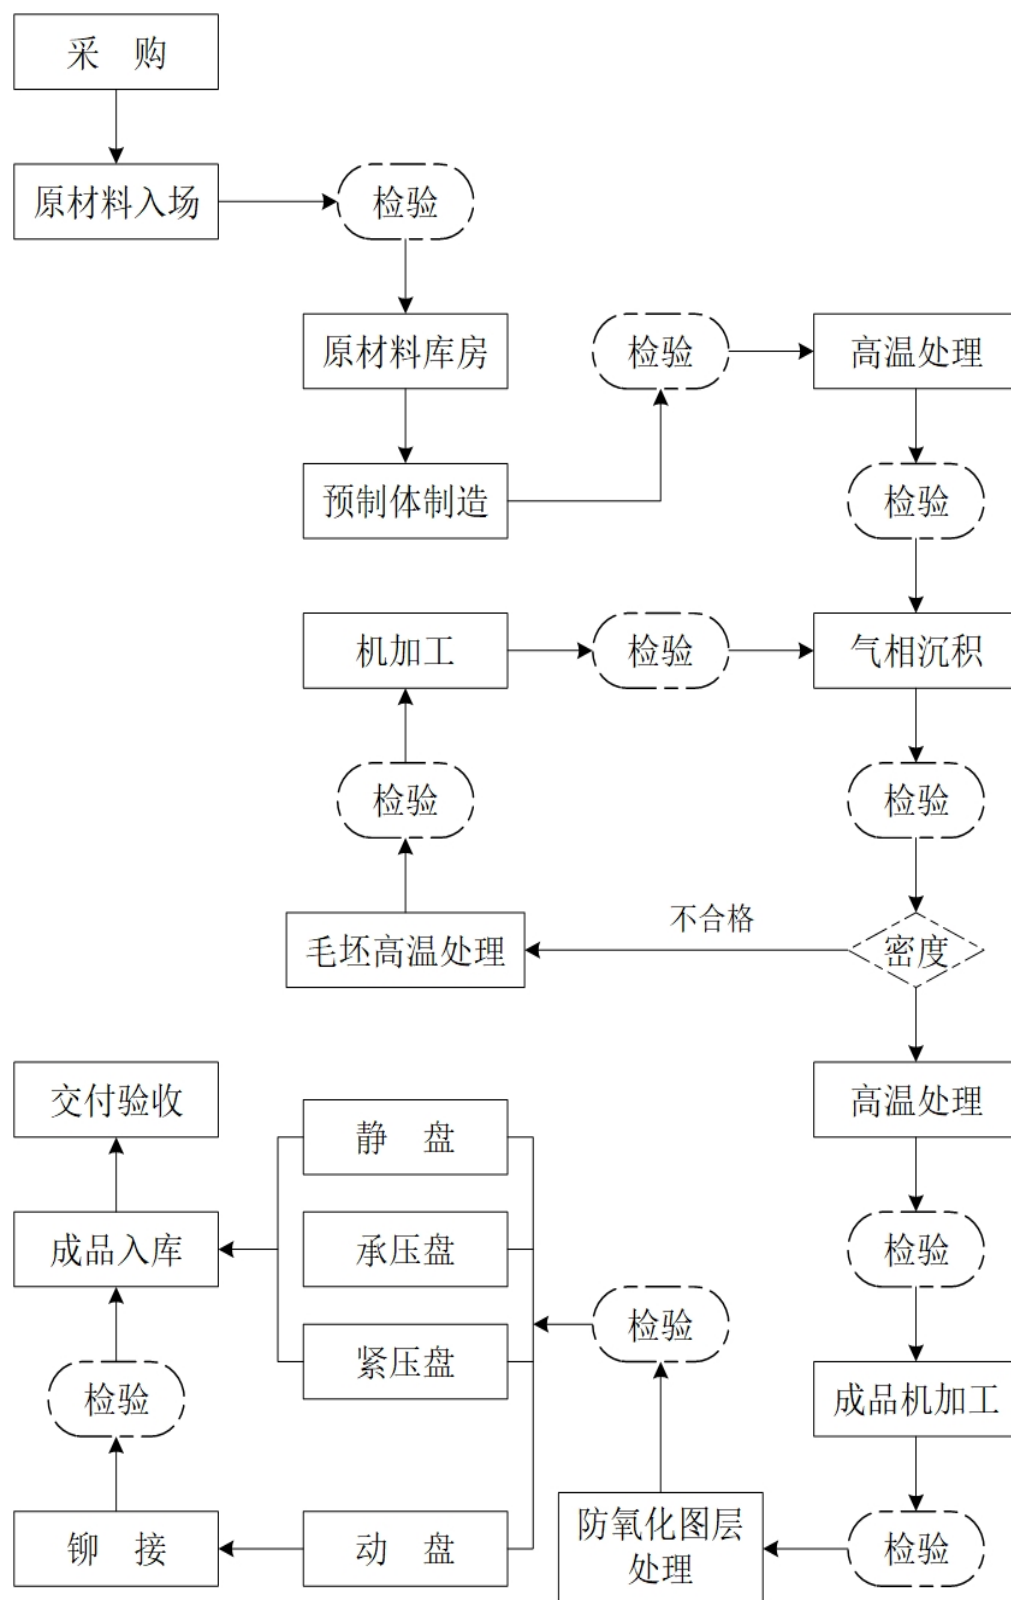 采 购
原材料入场
检验
原材料库房
检验
高温处理
预制体制造
检验
机加工
检验
气相沉积
检验
检验
不合格
毛坯高温处理
密度
交付验收
静 盘
高温处理
成品入库
承压盘
检验
检验
紧压盘
检验
成品机加工
铆 接
动 盘
防氧化图层
处理
检验